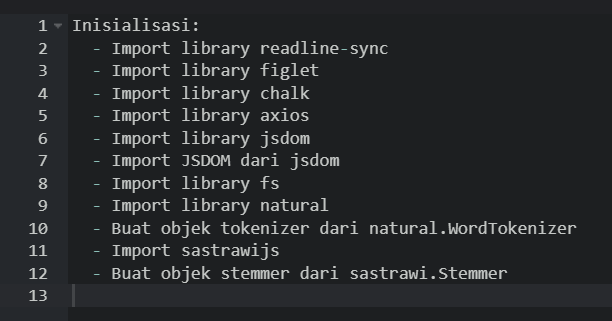 1 Inisialisasi:
2 - Import library readline-sync
3 - Import library figlet
4 - Import library chalk
5 - Import library axios
6 - Import library jsdom
7 - Import JSDOM dari jsdom
8 - Import library fs
9 - Import library natural
10 - Buat objek tokenizer dari natural.WordTokenizer
11 - Import sastrawijs
12 - Buat objek stemmer dari sastrawi.Stemmer
13